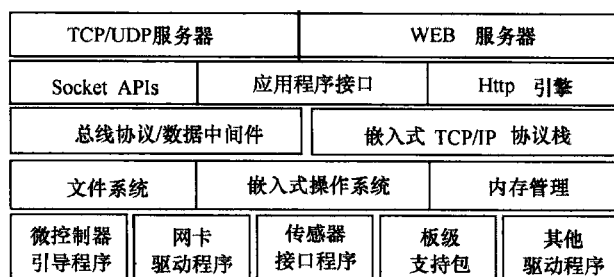 TCP/UDP服务器 WEB 服务器
Socket APIs 应用程序接口 Http 引擎
总线协议/数据中间件 嵌入式 TCP/IP 协议栈
文件系统 嵌入式操作系统 内存管理
微控制器 网卡 传感器 板级 其他
引导程序 驱动程序 接口程序 支持包 驱动程序